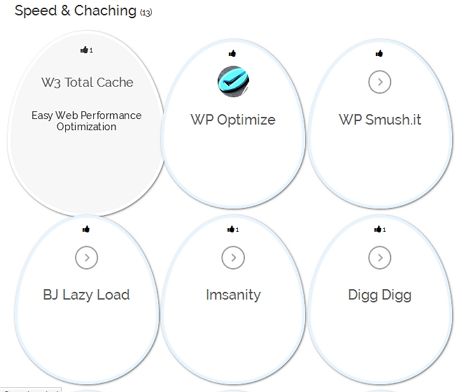 Speed & Chaching (13)
1
W3 Total Cache
Easy Web Performance
Optimization
WP Optimize
WP Smush.it
BJ Lazy Load
1
Imsanity
1
Digg Digg